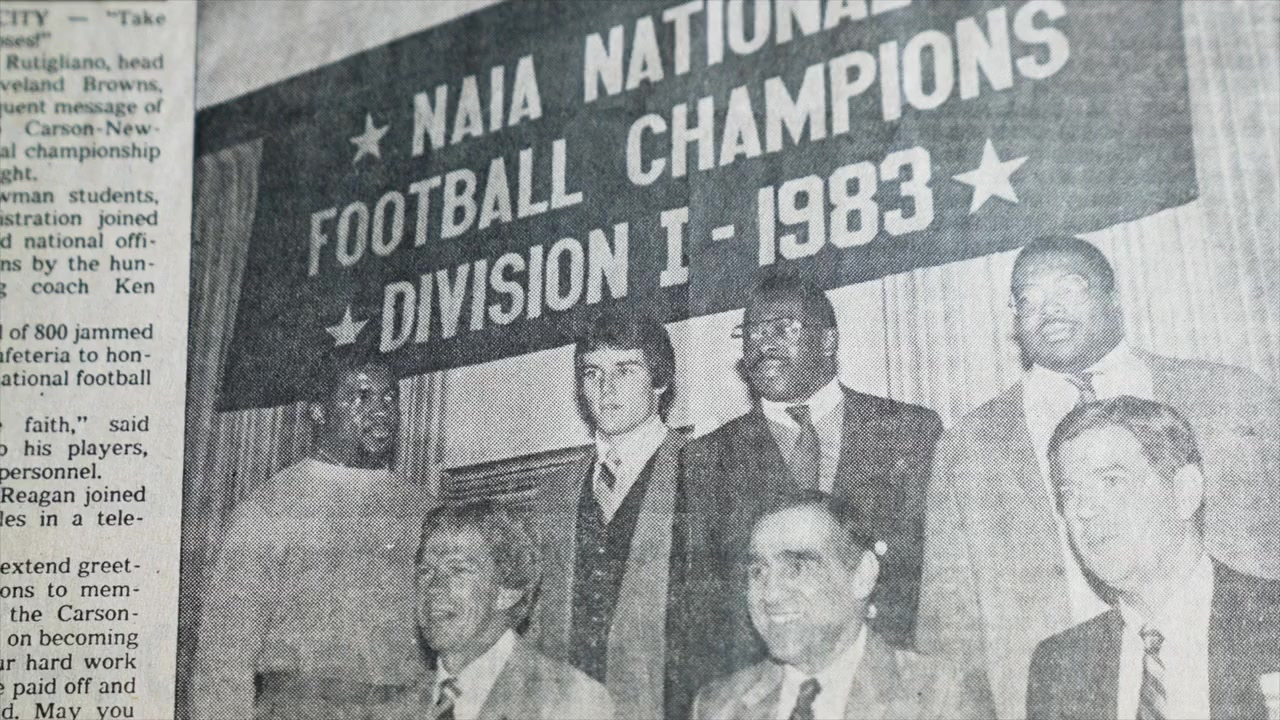 CITY — "Take
oses!"
Rutigliano, head
veland Browns,
quent message of
Carson-New-
al championship
ght.
wman students,
istration joined
d national offi-
ns by the hun-
g coach Ken
l of 800 jammed
afeteria to hon-
ational football
faith," said
o his players,
personnel.
Reagan joined
les in a tele-
extend greet-
ons to mem-
the Carson-
on becoming
ur hard work
e paid off and
d. May you
NAIA NATIONAL
FOOTBALL CHAMPIONS
DIVISION I - 1983